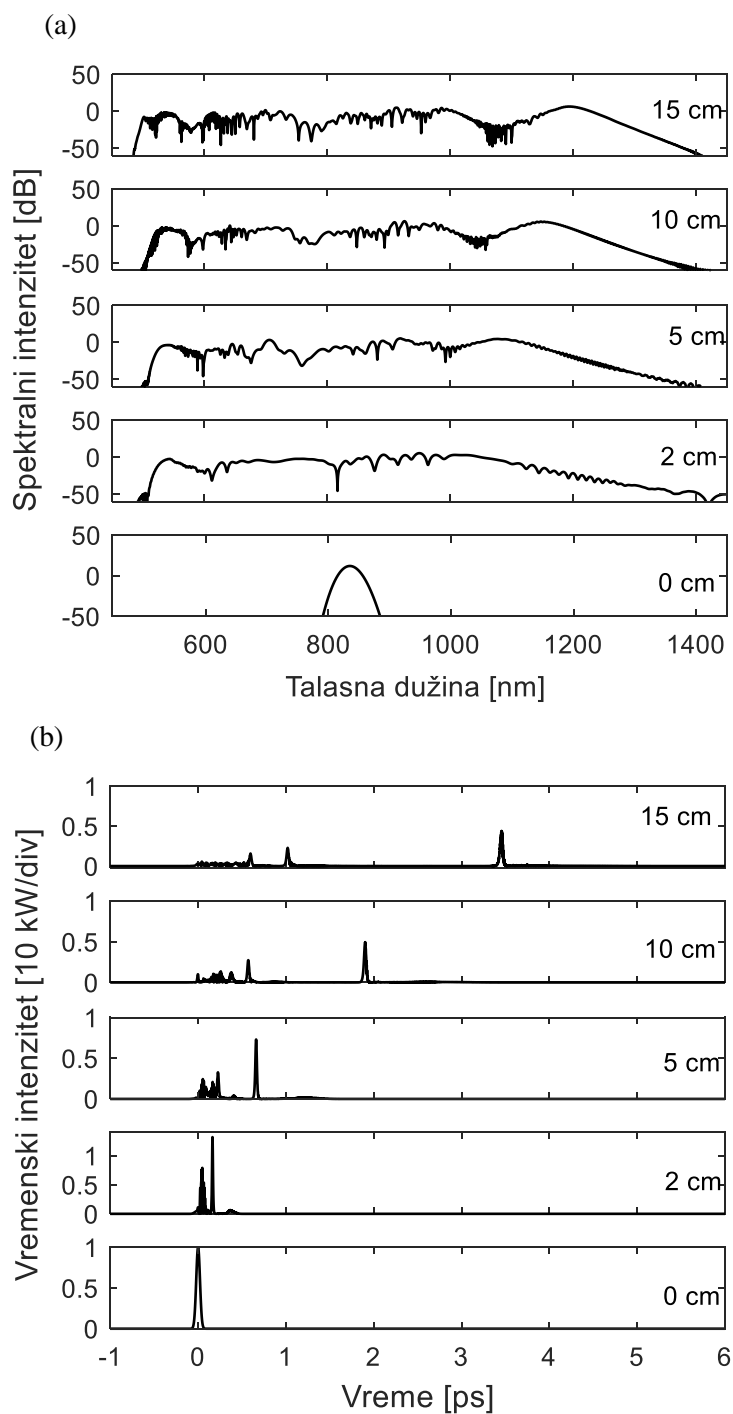 (a)
Spektralni intenzitet [dB]
50
0
-50
15 cm
50
0
-50
10 cm
50
0
-50
5 cm
50
0
-50
2 cm
50
0
-50
0 cm
600 800 1000 1200 1400
Talasna dužina [nm]
(b)
Vremenski intenzitet [10 kW/div]
1
0.5
0
15 cm
1
0.5
0
10 cm
1
0.5
0
5 cm
1
0.5
0
2 cm
1
0.5
0
0 cm
-1 0 1 2 3 4 5 6
Vreme [ps]